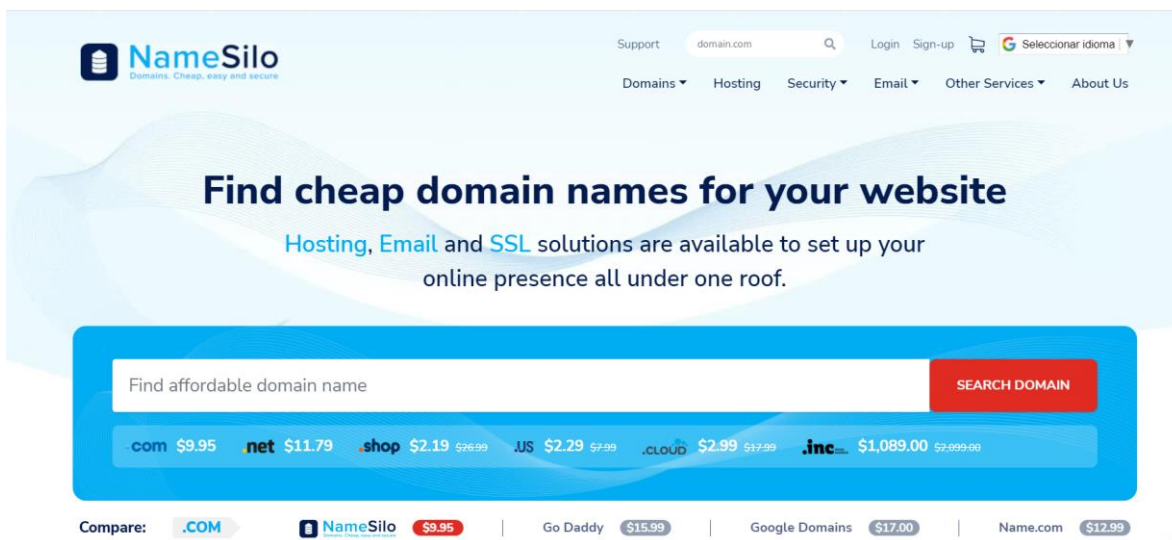 NameSilo
Domains. Cheap, easy and secure
Support domain.com Login Sign-up G Seleccionar idioma ▼
Domains Hosting Security Email Other Services About Us
Find cheap domain names for your website
Hosting, Email and SSL solutions are available to set up your
online presence all under one roof.
Find affordable domain name SEARCH DOMAIN
.com $9.95 .net $11.79 .shop $2.19 $26.99 .US $2.29 $7.99 .CLOUD $2.99 $17.99 .inc $1,089.00 $2,099.00
Compare: .COM NameSilo $9.95 Go Daddy $15.99 Google Domains $17.00 Name.com $12.99